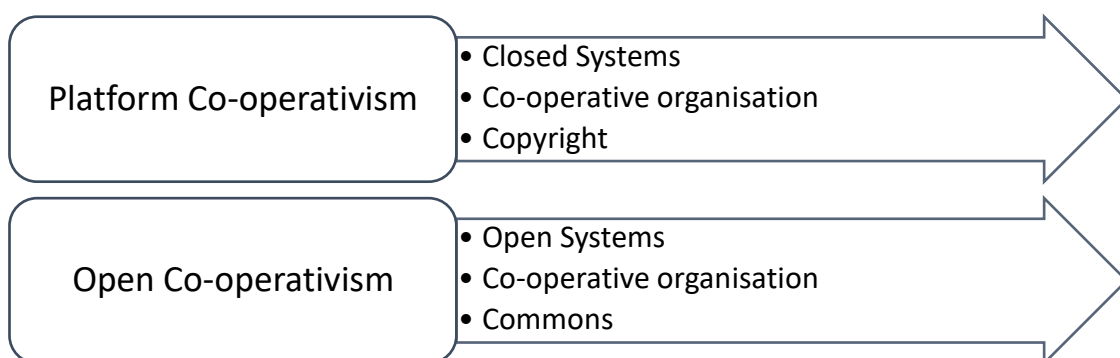 Platform Co-operativism
• Closed Systems
• Co-operative organisation
• Copyright
Open Co-operativism
• Open Systems
• Co-operative organisation
• Commons